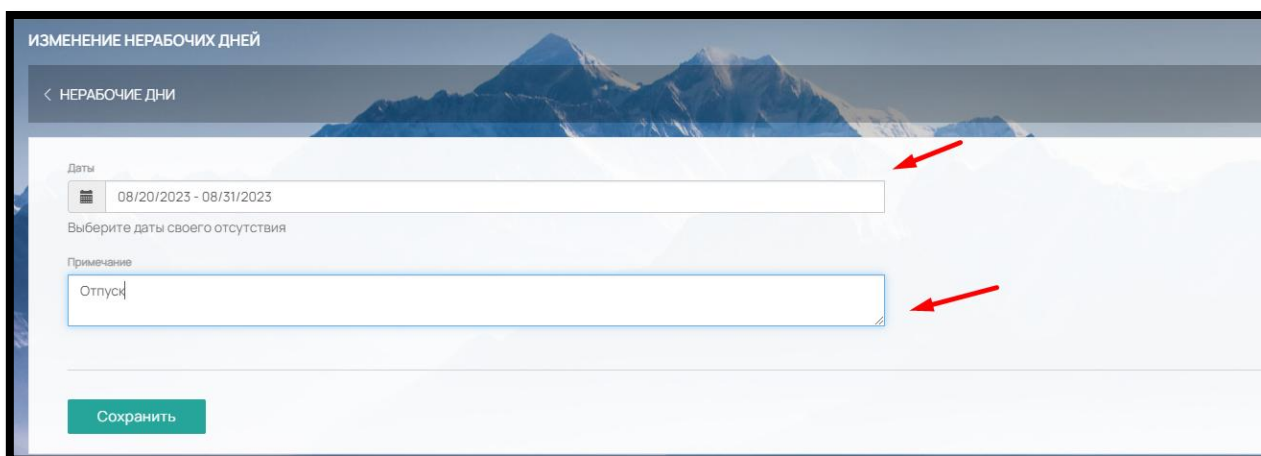 ИЗМЕНЕНИЕ НЕРАБОЧИХ ДНЕЙ
< НЕРАБОЧИЕ ДНИ
Даты
08/20/2023 - 08/31/2023
Выберите даты своего отсутствия
Примечание
Отпуск
Сохранить